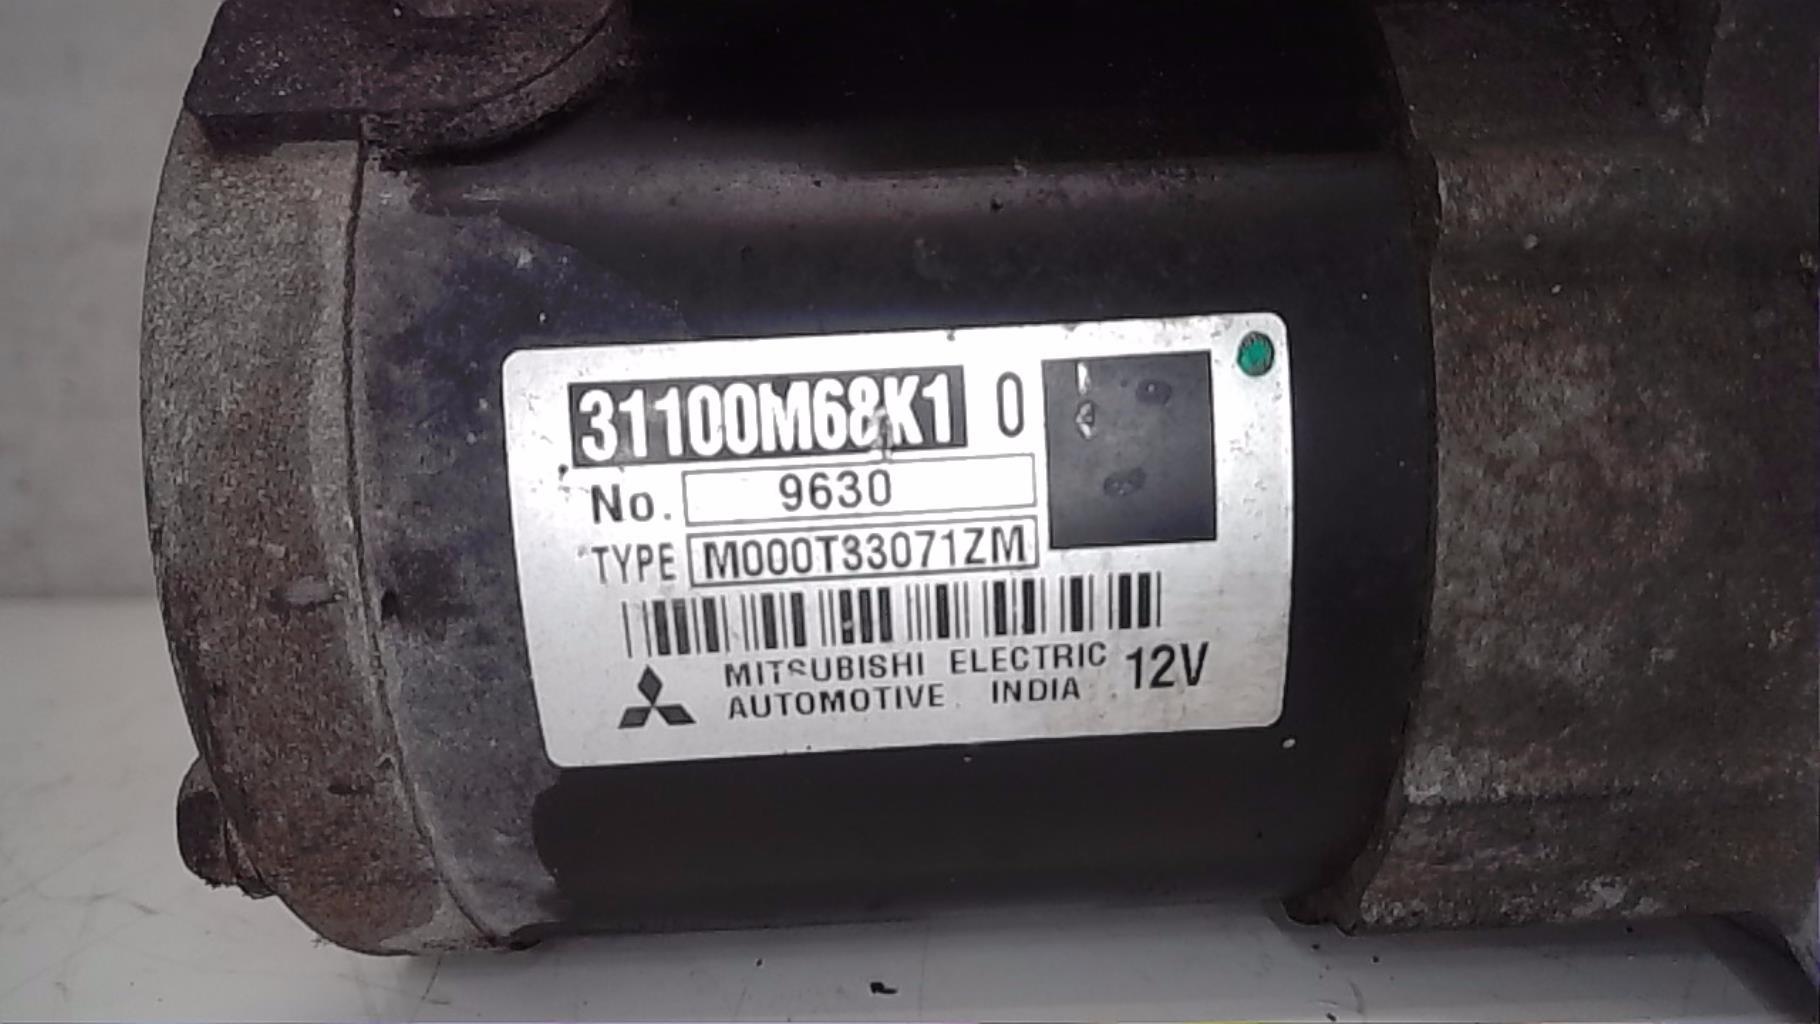 31100M68K1 0
No. 9630
TYPE M000T33071ZM
MITSUBISHI ELECTRIC
AUTOMOTIVE INDIA 12V